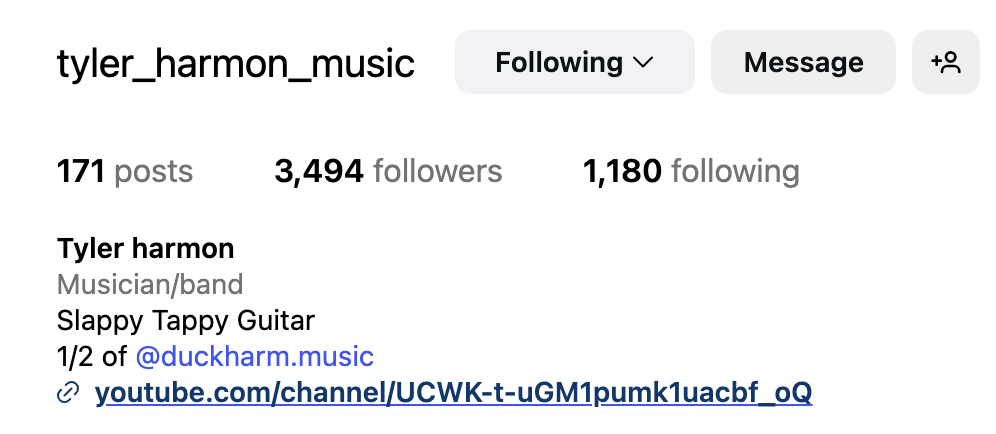 tyler_harmon_music Following Message
171 posts 3,494 followers 1,180 following
Tyler harmon
Musician/band
Slappy Tappy Guitar
1/2 of @duckharm.music
youtube.com/channel/UCWK-t-uGM1pumk1uacbf_oQ